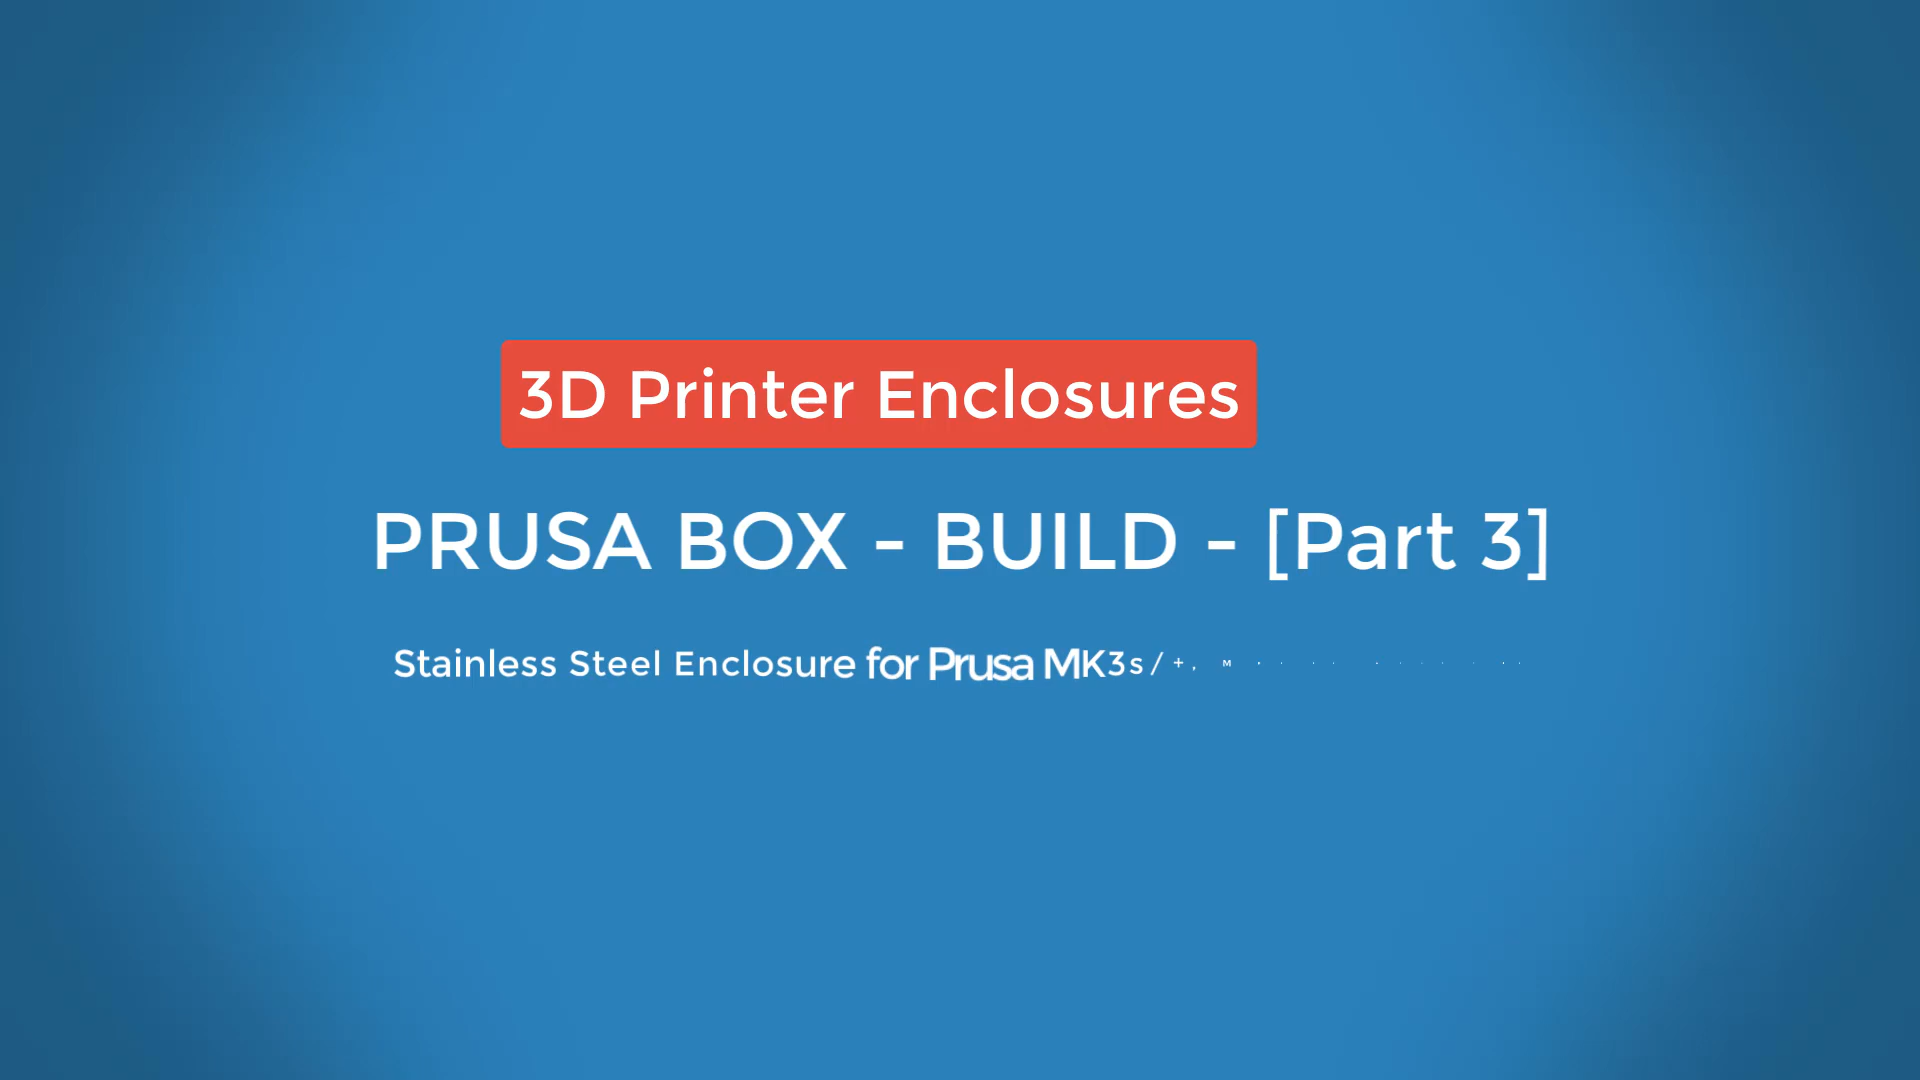 3D Printer Enclosures
PRUSA BOX - BUILD - [Part 3]
Stainless Steel Enclosure for Prusa MK3s/+, M